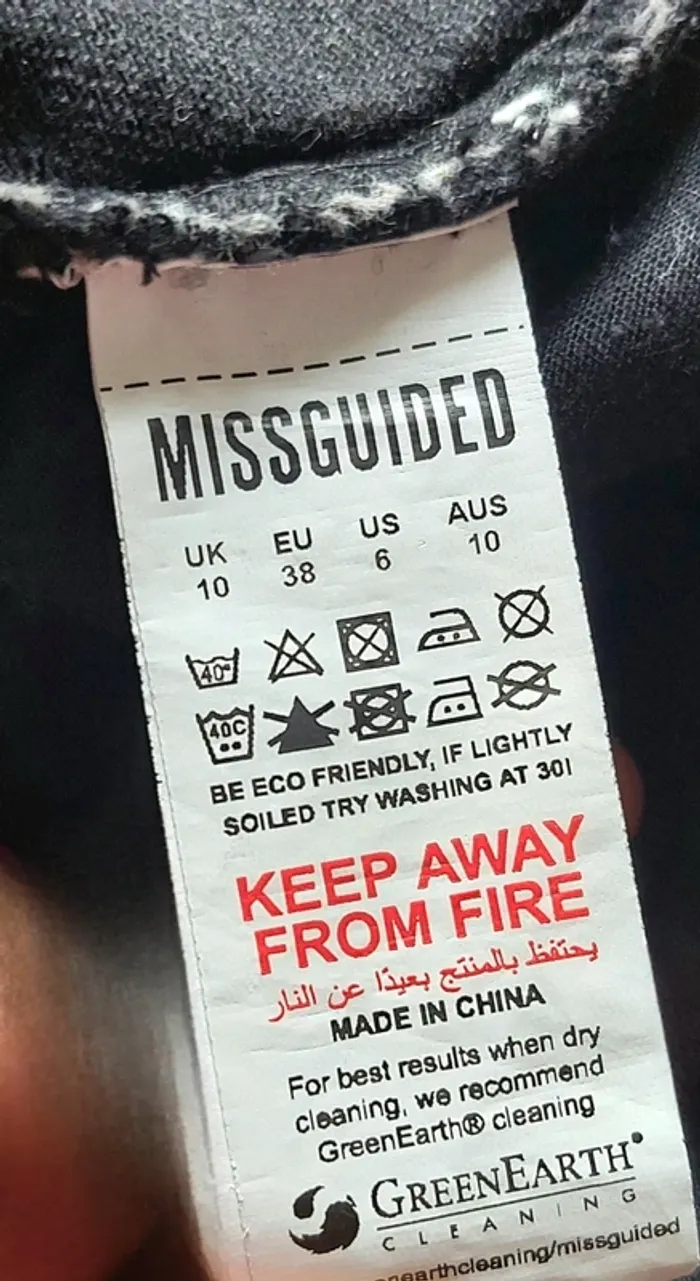 MISSGUIDED
UK EU US AUS
10 38 6 10
40°
40C
BE ECO FRIENDLY, IF LIGHTLY
SOILED TRY WASHING AT 30I
KEEP AWAY
FROM FIRE
يحتفظ بالمنتج بعيدًا عن النار
MADE IN CHINA
For best results when dry
cleaning, we recommend
GreenEarth® cleaning
GREENEARTH®
CLEANING
nearthcleaning/missguided